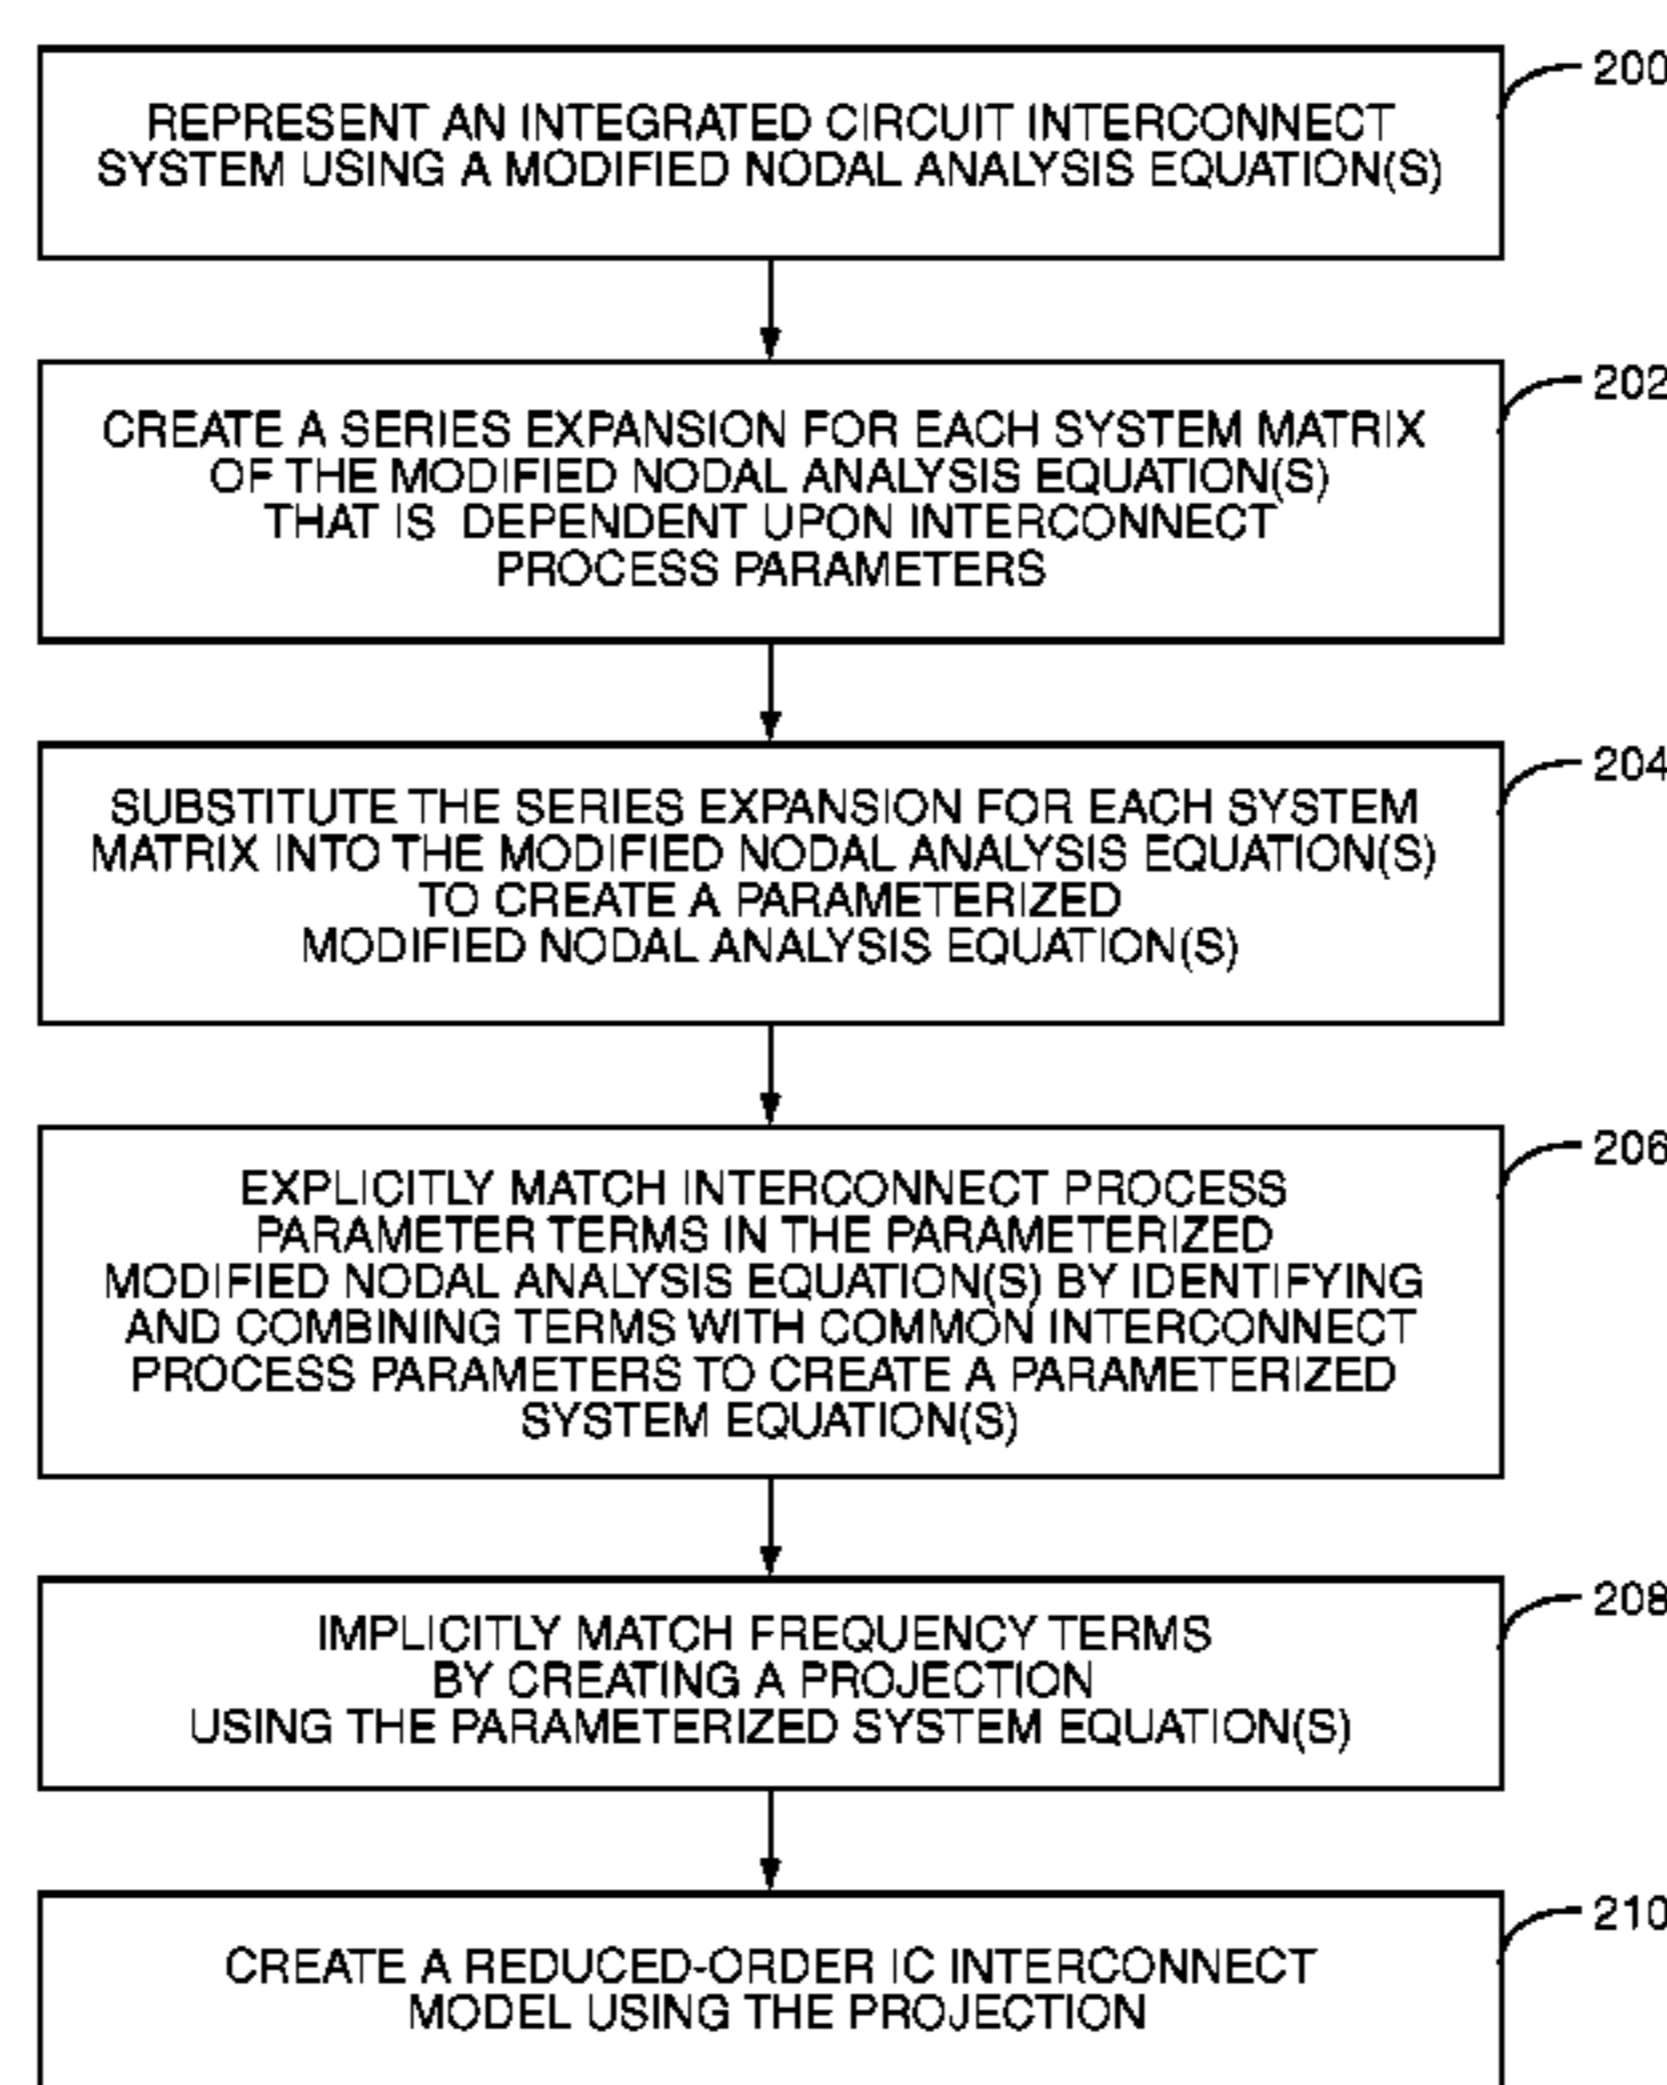 200
REPRESENT AN INTEGRATED CIRCUIT INTERCONNECT
SYSTEM USING A MODIFIED NODAL ANALYSIS EQUATION(S)
202
CREATE A SERIES EXPANSION FOR EACH SYSTEM MATRIX
OF THE MODIFIED NODAL ANALYSIS EQUATION(S)
THAT IS DEPENDENT UPON INTERCONNECT
PROCESS PARAMETERS
204
SUBSTITUTE THE SERIES EXPANSION FOR EACH SYSTEM
MATRIX INTO THE MODIFIED NODAL ANALYSIS EQUATION(S)
TO CREATE A PARAMETERIZED
MODIFIED NODAL ANALYSIS EQUATION(S)
206
EXPLICITLY MATCH INTERCONNECT PROCESS
PARAMETER TERMS IN THE PARAMETERIZED
MODIFIED NODAL ANALYSIS EQUATION(S) BY IDENTIFYING
AND COMBINING TERMS WITH COMMON INTERCONNECT
PROCESS PARAMETERS TO CREATE A PARAMETERIZED
SYSTEM EQUATION(S)
208
IMPLICITLY MATCH FREQUENCY TERMS
BY CREATING A PROJECTION
USING THE PARAMETERIZED SYSTEM EQUATION(S)
210
CREATE A REDUCED-ORDER IC INTERCONNECT
MODEL USING THE PROJECTION